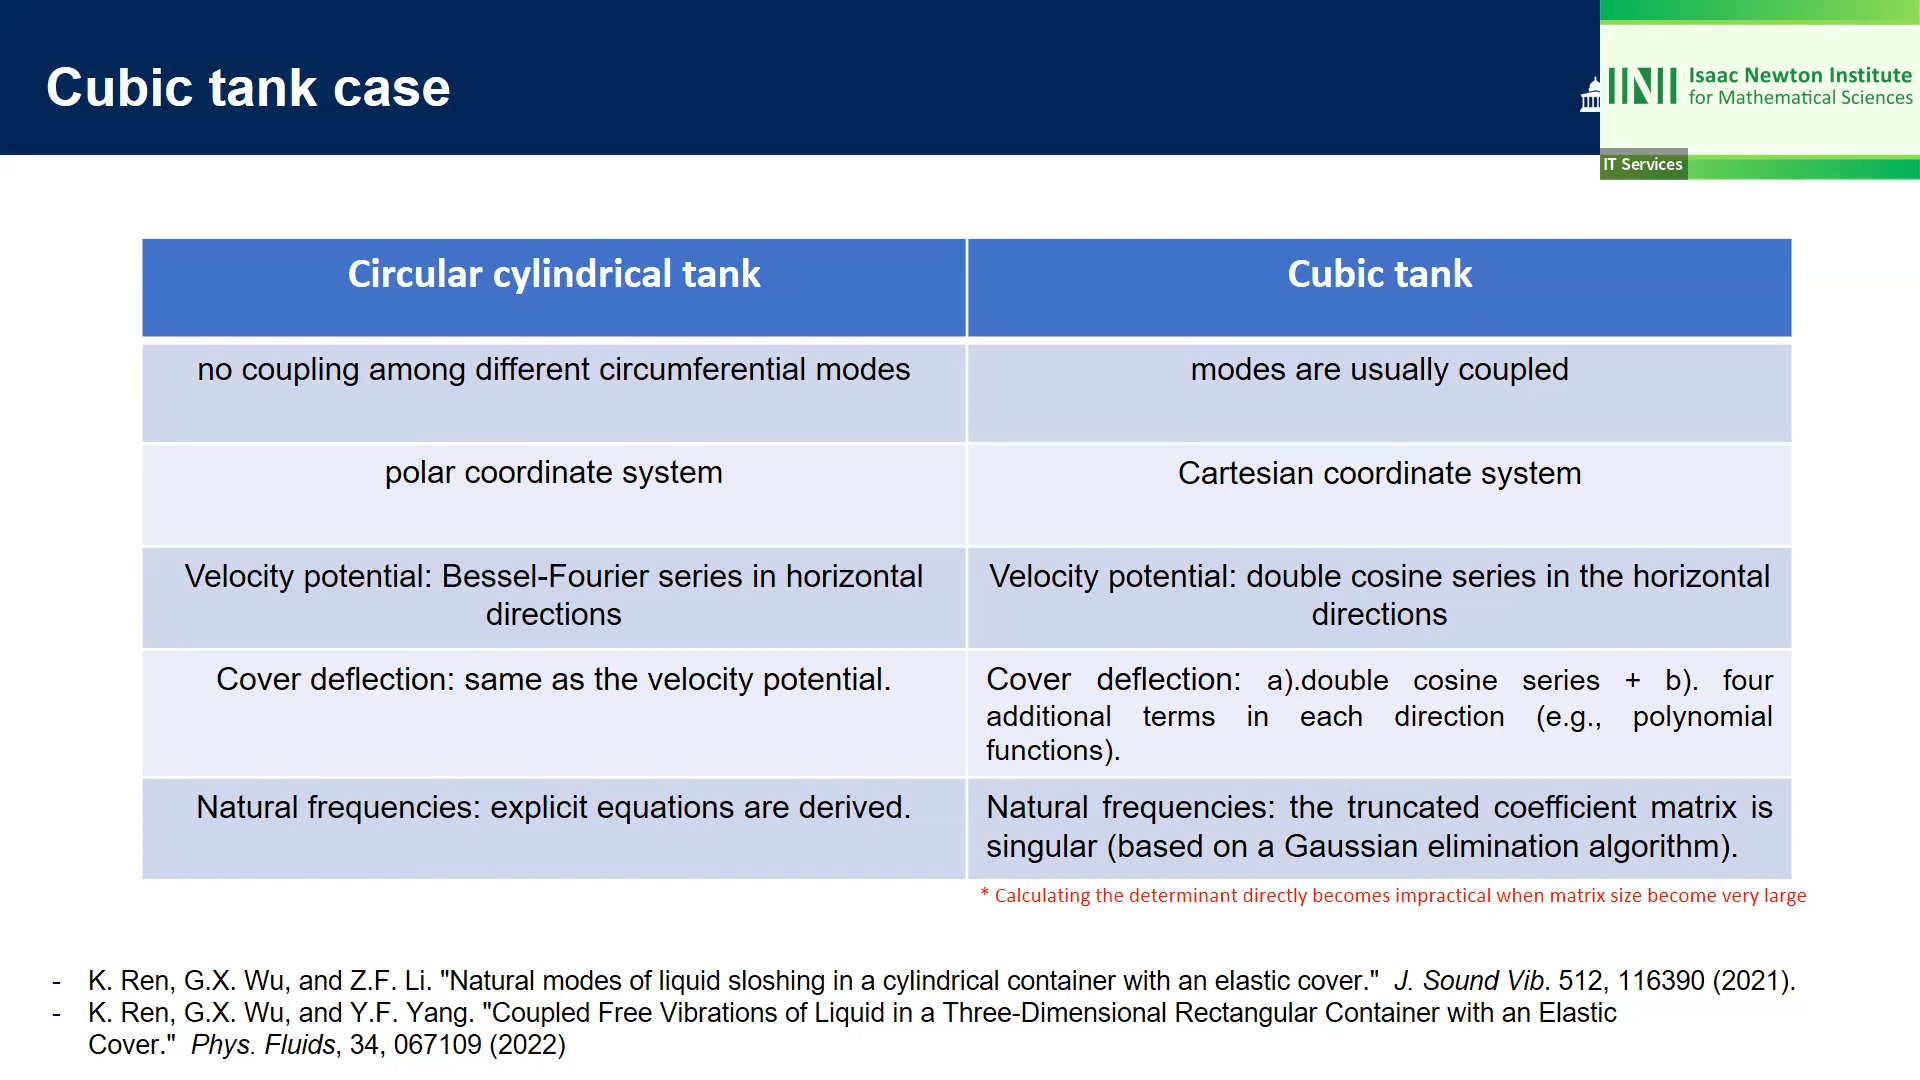 Cubic tank case
Isaac Newton Institute
for Mathematical Sciences
IT Services
Circular cylindrical tank
Cubic tank
no coupling among different circumferential modes
modes are usually coupled
polar coordinate system
Cartesian coordinate system
Velocity potential: Bessel-Fourier series in horizontal
directions
Velocity potential: double cosine series in the horizontal
directions
Cover deflection: same as the velocity potential.
Cover deflection: a).double cosine series + b). four
additional terms in each direction (e.g., polynomial
functions).
Natural frequencies: explicit equations are derived.
Natural frequencies: the truncated coefficient matrix is
singular (based on a Gaussian elimination algorithm).
* Calculating the determinant directly becomes impractical when matrix size become very large
- K. Ren, G.X. Wu, and Z.F. Li. "Natural modes of liquid sloshing in a cylindrical container with an elastic cover." J. Sound Vib. 512, 116390 (2021).
- K. Ren, G.X. Wu, and Y.F. Yang. "Coupled Free Vibrations of Liquid in a Three-Dimensional Rectangular Container with an Elastic
Cover." Phys. Fluids, 34, 067109 (2022)